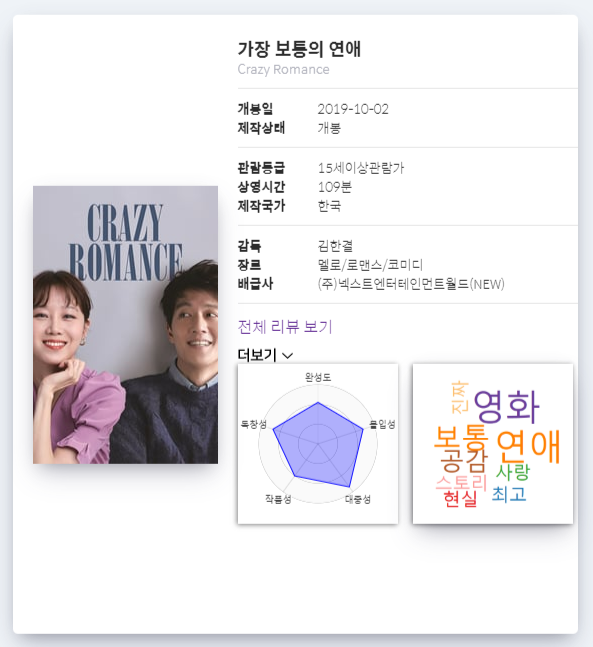 가장 보통의 연애
Crazy Romance
개봉일 2019-10-02
제작상태 개봉
관람등급 15세이상관람가
상영시간 109분
제작국가 한국
감독 김한결
장르 멜로/로맨스/코미디
배급사 (주)넥스트엔터테인먼트월드(NEW)
전체 리뷰 보기
더보기
CRAZY
ROMANCE
완성도
독창성 몰입성
작품성 대중성
진짜 영화
보통 연애
공감 사랑
스토리
현실 최고